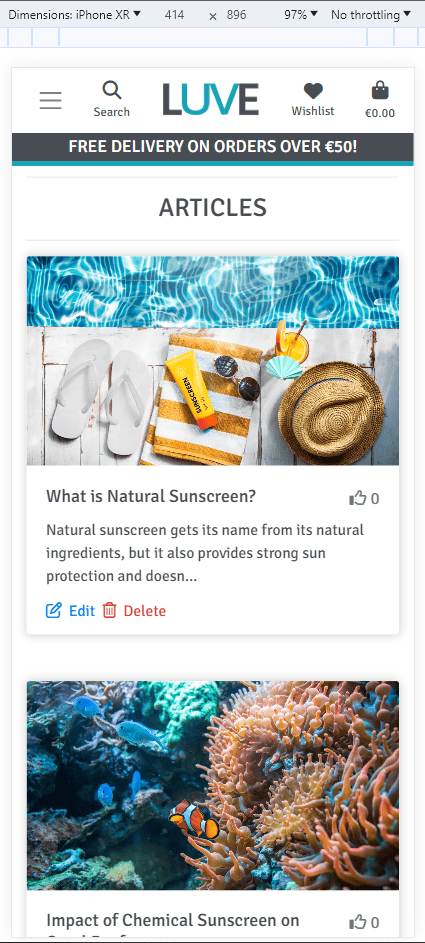 Dimensions: iPhone XR ▼ 414 × 896 97% ▼ No throttling ▼
Search LUVE Wishlist €0.00
FREE DELIVERY ON ORDERS OVER €50!
ARTICLES
SUNSCREEN
What is Natural Sunscreen? 0
Natural sunscreen gets its name from its natural
ingredients, but it also provides strong sun
protection and doesn...
Edit Delete
Impact of Chemical Sunscreen on 0